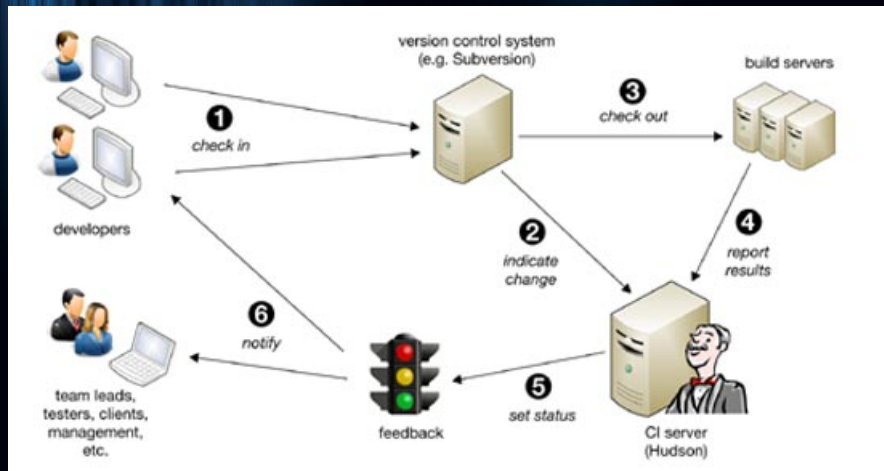 version control system
(e.g. Subversion)
build servers
1
check in
3
check out
developers
2
indicate
change
4
report
results
6
notify
team leads,
testers, clients,
management,
etc.
feedback
5
set status
CI server
(Hudson)